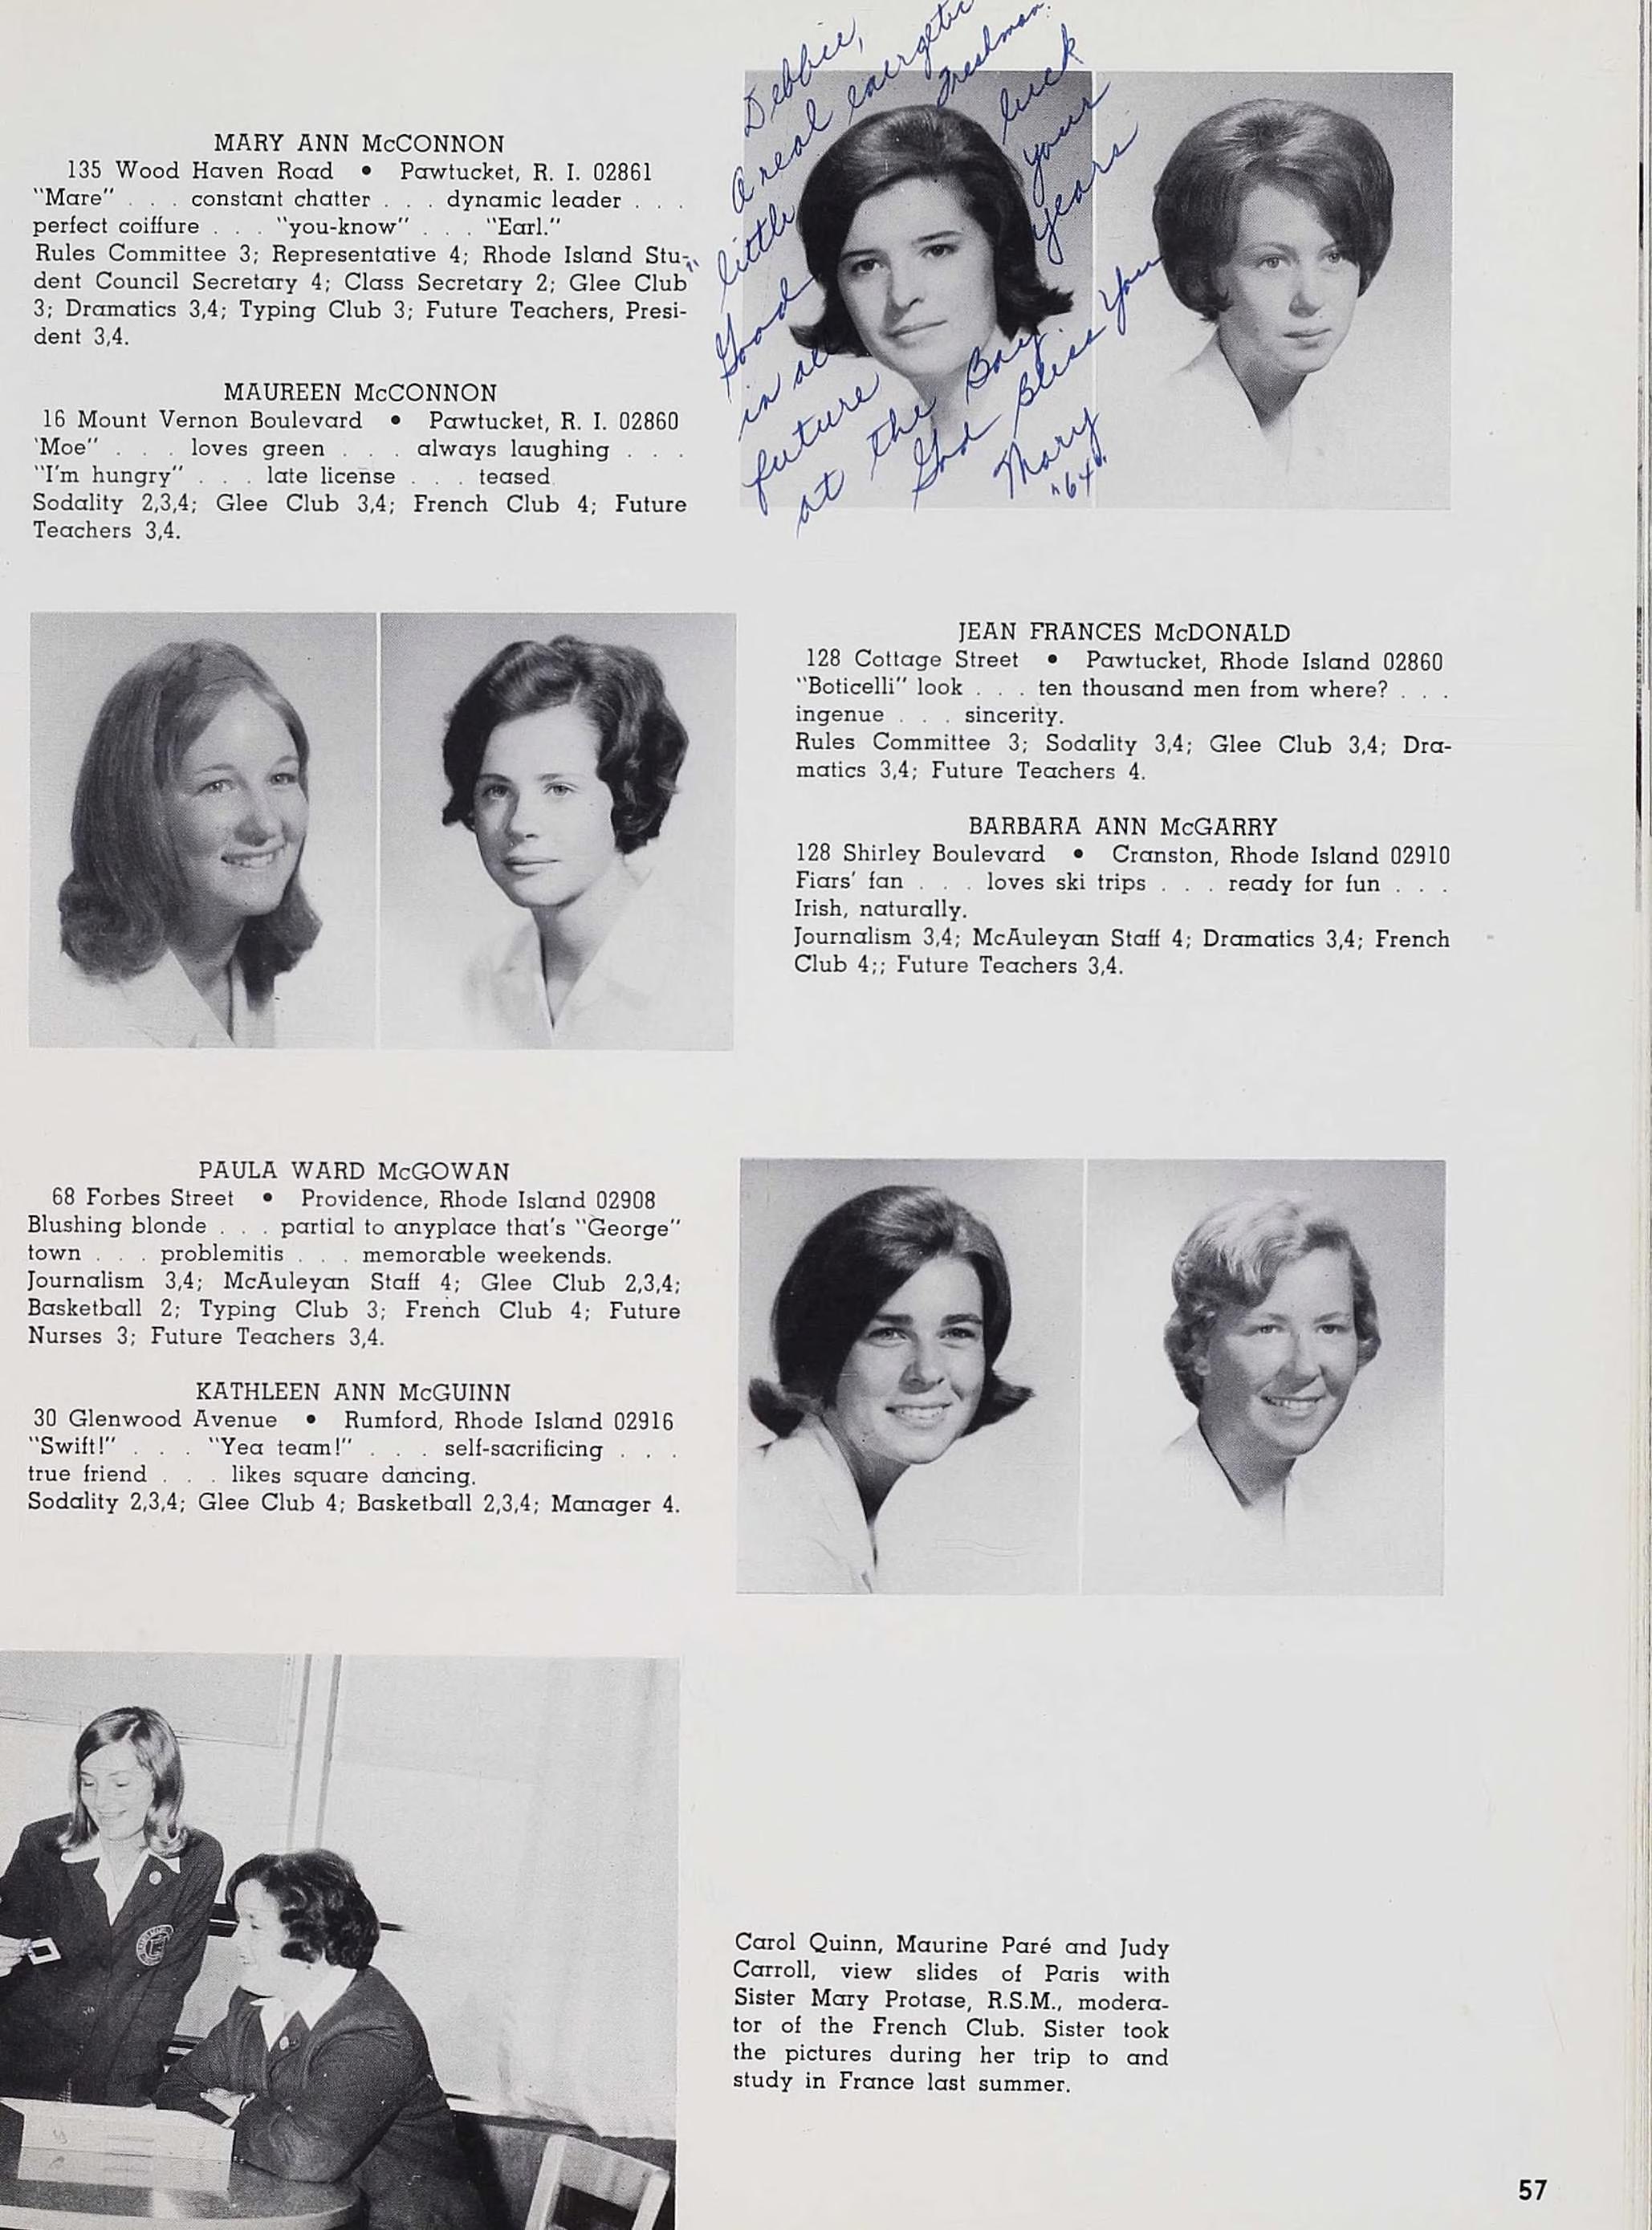 MARY ANN McCONNON
135 Wood Haven Road • Pawtucket, R. I. 02861
"Mare" . . . constant chatter . . . dynamic leader . . .
perfect coiffure . . . "you-know" . . . "Earl."
Rules Committee 3; Representative 4; Rhode Island Stu-
dent Council Secretary 4; Class Secretary 2; Glee Club
3; Dramatics 3,4; Typing Club 3; Future Teachers, Presi-
dent 3,4.
MAUREEN McCONNON
16 Mount Vernon Boulevard • Pawtucket, R. I. 02860
'Moe" . . . loves green . . . always laughing . . .
"I'm hungry" . . . late license . . . teased
Sodality 2,3,4; Glee Club 3,4; French Club 4; Future
Teachers 3,4.
Debbie,
A real energetic
little Freshman.
Good luck
in all your
future years
at the Bay.
God Bless You
Mary
"64"
JEAN FRANCES McDONALD
128 Cottage Street • Pawtucket, Rhode Island 02860
"Boticelli" look . . . ten thousand men from where? . . .
ingenue . . . sincerity.
Rules Committee 3; Sodality 3,4; Glee Club 3,4; Dra-
matics 3,4; Future Teachers 4.
BARBARA ANN McGARRY
128 Shirley Boulevard • Cranston, Rhode Island 02910
Fiars' fan . . . loves ski trips . . . ready for fun . . .
Irish, naturally.
Journalism 3,4; McAuleyan Staff 4; Dramatics 3,4; French
Club 4;; Future Teachers 3,4.
PAULA WARD McGOWAN
68 Forbes Street • Providence, Rhode Island 02908
Blushing blonde . . . partial to anyplace that's "George"
town . . . problemitis . . . memorable weekends.
Journalism 3,4; McAuleyan Staff 4; Glee Club 2,3,4;
Basketball 2; Typing Club 3; French Club 4; Future
Nurses 3; Future Teachers 3,4.
KATHLEEN ANN McGUINN
30 Glenwood Avenue • Rumford, Rhode Island 02916
"Swift!" . . . "Yea team!" . . . self-sacrificing . . .
true friend . . . likes square dancing.
Sodality 2,3,4; Glee Club 4; Basketball 2,3,4; Manager 4.
Carol Quinn, Maurine Paré and Judy
Carroll, view slides of Paris with
Sister Mary Protase, R.S.M., modera-
tor of the French Club. Sister took
the pictures during her trip to and
study in France last summer.
57